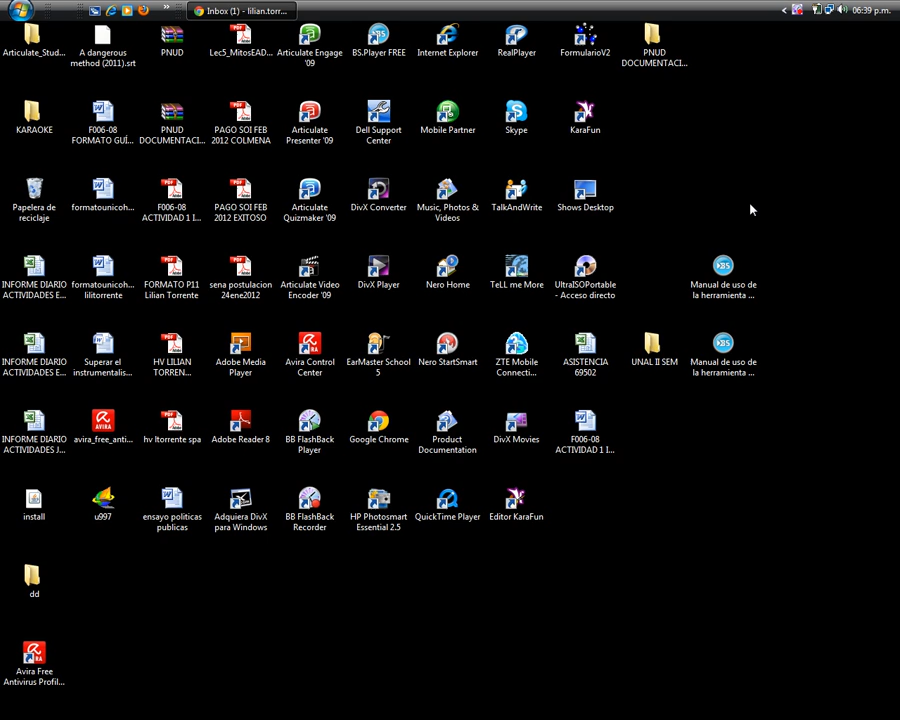 Inbox (1) - lilian.torr...
06:39 p.m.
Articulate_Stud...
A dangerous
method (2011).srt
PNUD
Lec5_MitosEAD...
Articulate Engage
'09
BS.Player FREE
Internet Explorer
RealPlayer
FormularioV2
PNUD
DOCUMENTACI...
KARAOKE
F006-08
FORMATO GUÍ...
PNUD
DOCUMENTACI...
PAGO SOI FEB
2012 COLMENA
Articulate
Presenter '09
Dell Support
Center
Mobile Partner
Skype
KaraFun
Papelera de
reciclaje
formatounicoh...
F006-08
ACTIVIDAD 1 I...
PAGO SOI FEB
2012 EXITOSO
Articulate
Quizmaker '09
DivX Converter
Music, Photos &
Videos
TalkAndWrite
Shows Desktop
INFORME DIARIO
ACTIVIDADES E...
formatounicoh...
lilitorrente
FORMATO P11
Lilian Torrente
sena postulacion
24ene2012
Articulate Video
Encoder '09
DivX Player
Nero Home
TeLL me More
UltraISOPortable
- Acceso directo
Manual de uso de
la herramienta ...
INFORME DIARIO
ACTIVIDADES E...
Superar el
instrumentalis...
HV LILIAN
TORREN...
Adobe Media
Player
Avira Control
Center
EarMaster School
5
Nero StartSmart
ZTE Mobile
Connecti...
ASISTENCIA
69502
UNAL II SEM
Manual de uso de
la herramienta ...
INFORME DIARIO
ACTIVIDADES J...
avira_free_anti...
hv ltorrente spa
Adobe Reader 8
BB FlashBack
Player
Google Chrome
Product
Documentation
DivX Movies
F006-08
ACTIVIDAD 1 I...
install
u997
ensayo politicas
publicas
Adquiera DivX
para Windows
BB FlashBack
Recorder
HP Photosmart
Essential 2.5
QuickTime Player
Editor KaraFun
dd
Avira Free
Antivirus Profil...